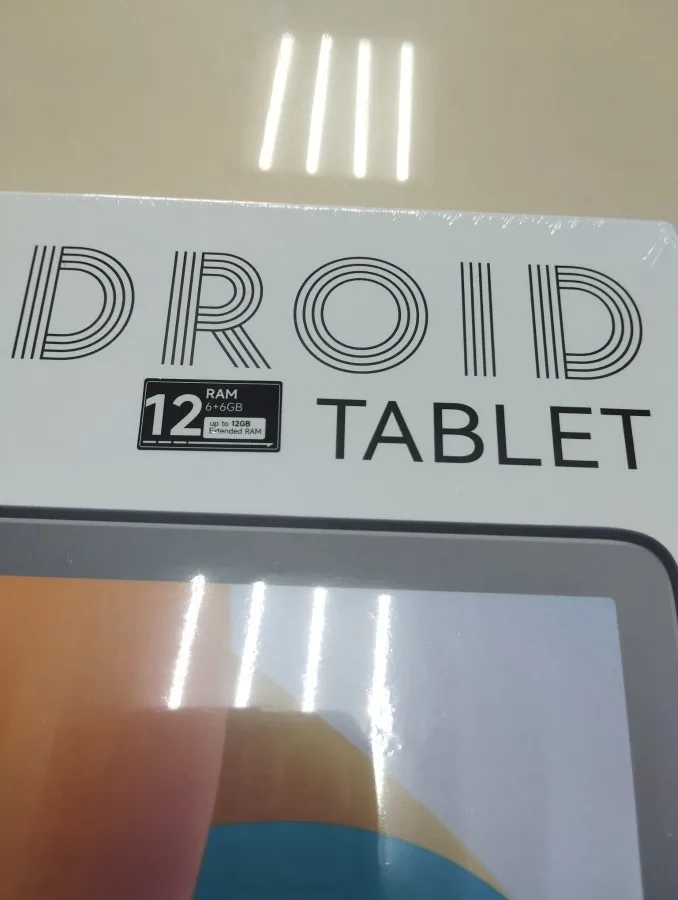 DROID
12 RAM
6+6GB
up to 12GB
Extended RAM
TABLET